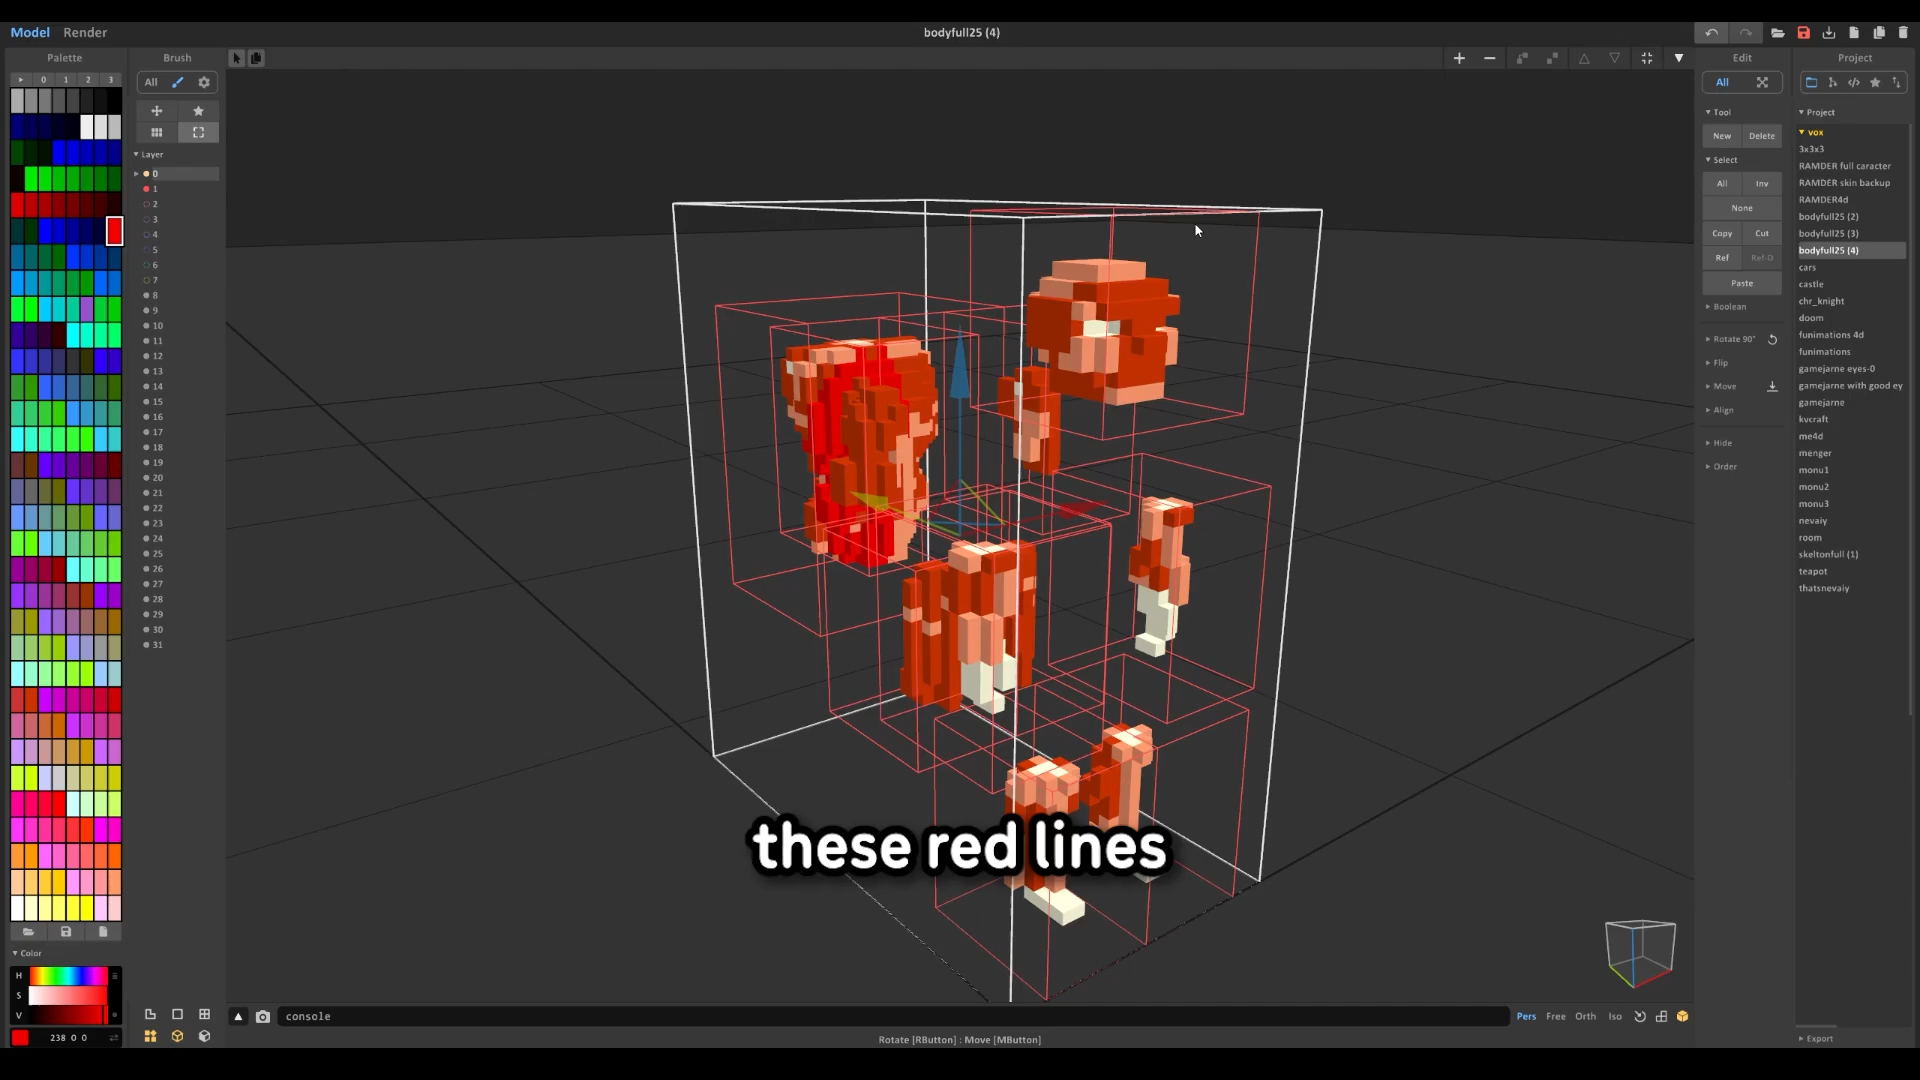 Model Render
bodyfull25 (4)
Palette
Brush
Edit
Project
0 1 2 3
All
All
Layer
0
1
2
3
4
5
6
7
8
9
10
11
12
13
14
15
16
17
18
19
20
21
22
23
24
25
26
27
28
29
30
31
Tool
New Delete
Select
All Inv
None
Copy Cut
Ref Ref-D
Paste
Boolean
Rotate 90°
Flip
Move
Align
Hide
Order
Project
vox
3x3x3
RAMDER full caracter
RAMDER skin backup
RAMDER4d
bodyfull25 (2)
bodyfull25 (3)
bodyfull25 (4)
cars
castle
chr_knight
doom
funimations 4d
funimations
gamejarne eyes-0
gamejarne with good ey
gamejarne
kvcraft
me4d
menger
monu1
monu2
monu3
nevaiy
room
skeltonfull (1)
teapot
thatsnevaiy
these red lines
Color
H
S
V
238 0 0
console
Pers Free Orth Iso
Rotate [RButton] : Move [MButton]
Export